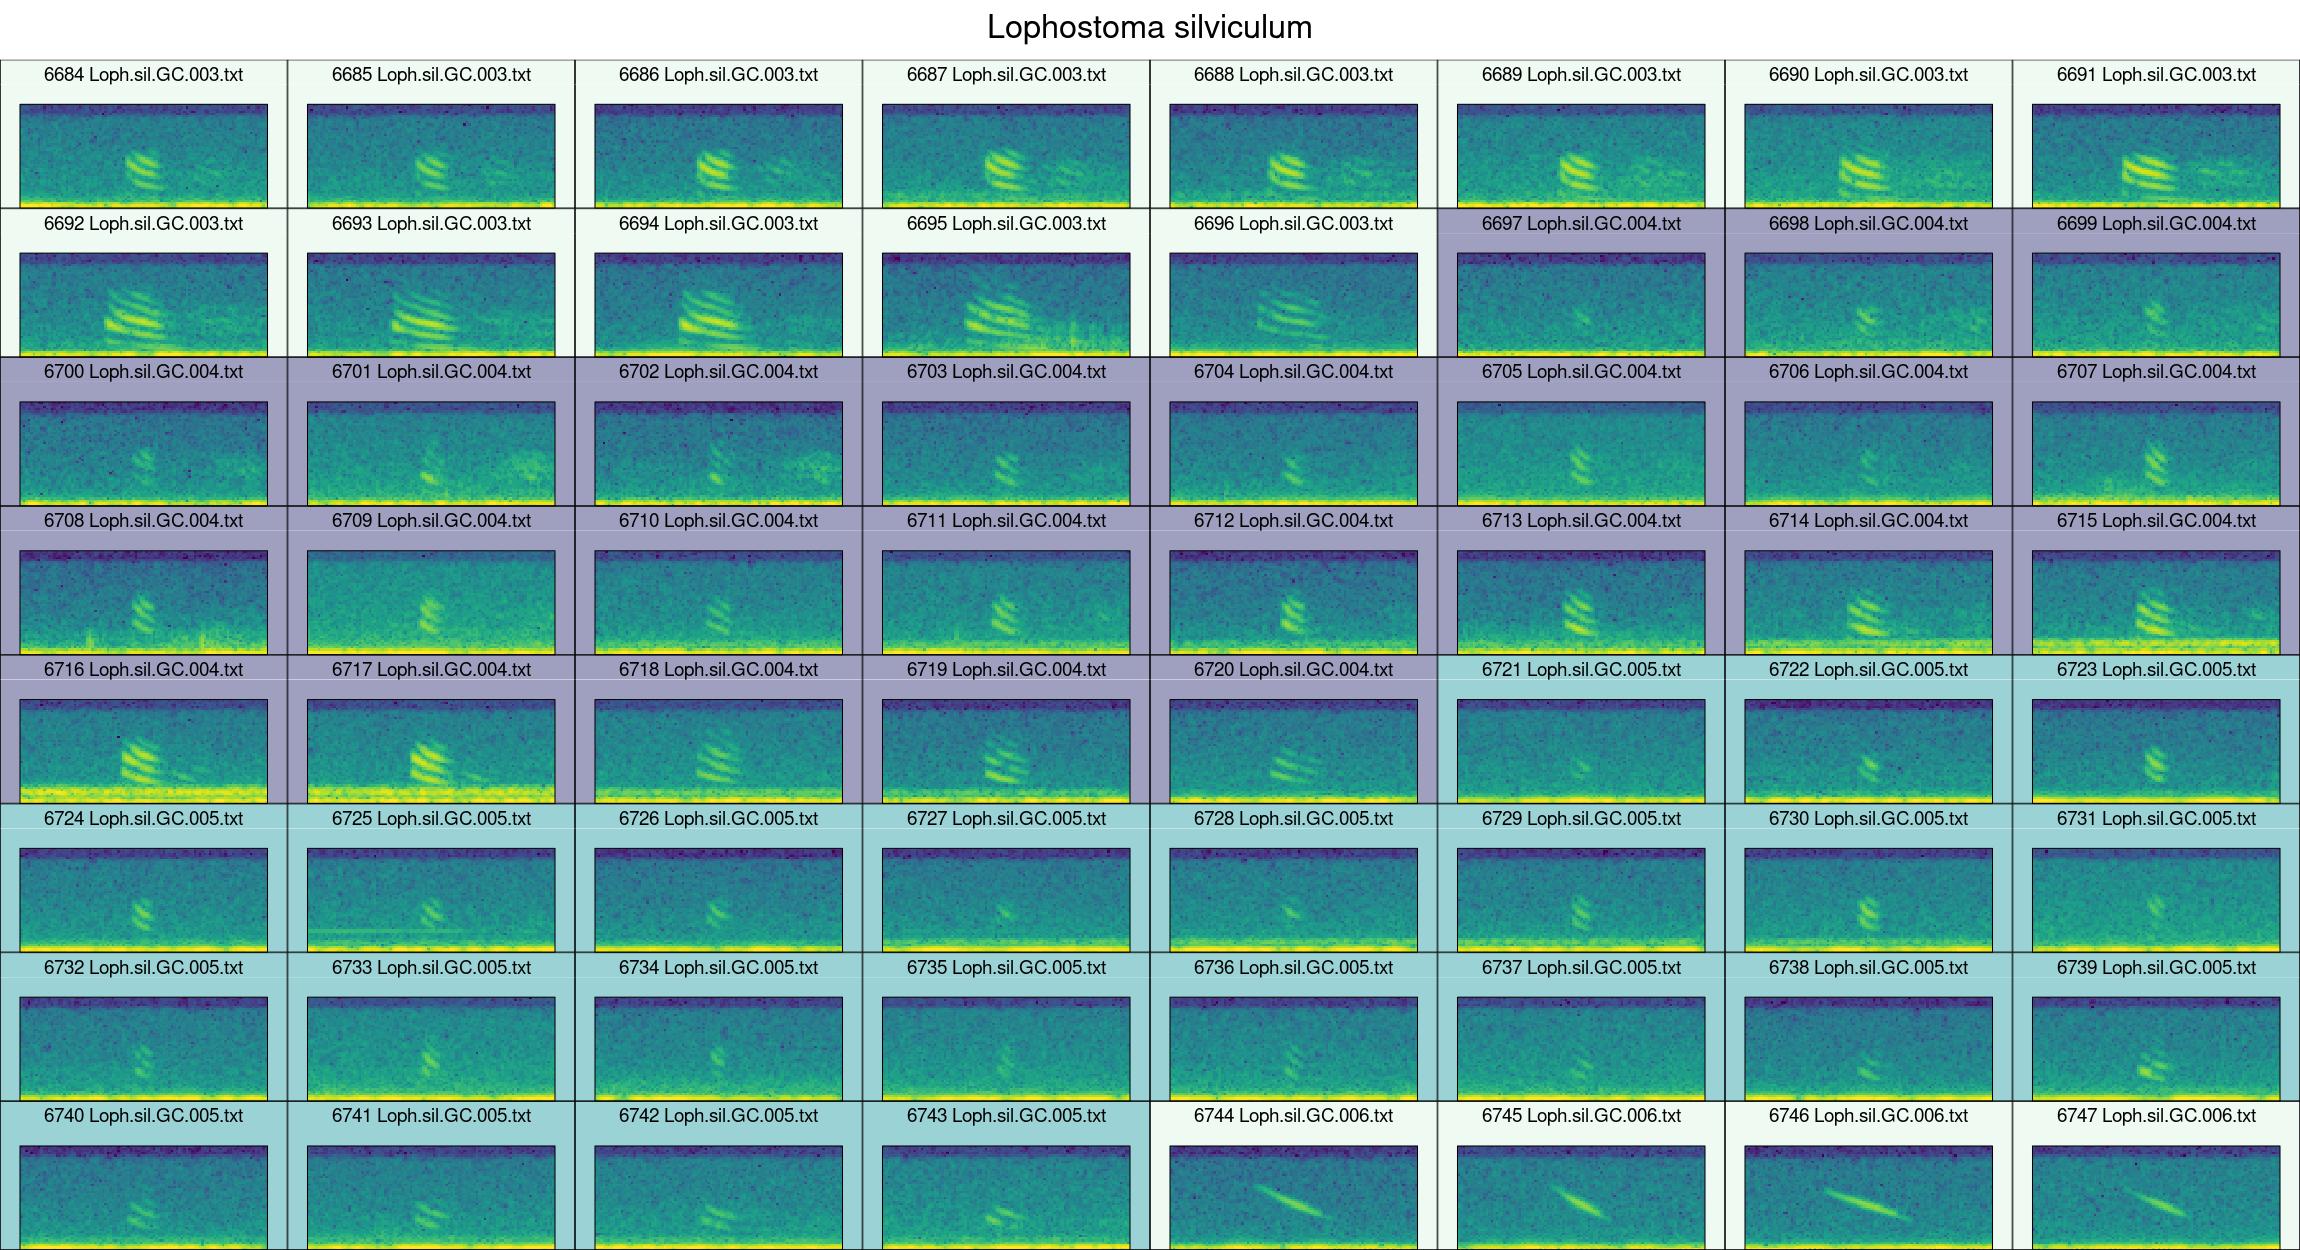 Lophostoma silviculum
6684 Loph.sil.GC.003.txt 6685 Loph.sil.GC.003.txt 6686 Loph.sil.GC.003.txt 6687 Loph.sil.GC.003.txt 6688 Loph.sil.GC.003.txt 6689 Loph.sil.GC.003.txt 6690 Loph.sil.GC.003.txt 6691 Loph.sil.GC.003.txt
6692 Loph.sil.GC.003.txt 6693 Loph.sil.GC.003.txt 6694 Loph.sil.GC.003.txt 6695 Loph.sil.GC.003.txt 6696 Loph.sil.GC.003.txt 6697 Loph.sil.GC.004.txt 6698 Loph.sil.GC.004.txt 6699 Loph.sil.GC.004.txt
6700 Loph.sil.GC.004.txt 6701 Loph.sil.GC.004.txt 6702 Loph.sil.GC.004.txt 6703 Loph.sil.GC.004.txt 6704 Loph.sil.GC.004.txt 6705 Loph.sil.GC.004.txt 6706 Loph.sil.GC.004.txt 6707 Loph.sil.GC.004.txt
6708 Loph.sil.GC.004.txt 6709 Loph.sil.GC.004.txt 6710 Loph.sil.GC.004.txt 6711 Loph.sil.GC.004.txt 6712 Loph.sil.GC.004.txt 6713 Loph.sil.GC.004.txt 6714 Loph.sil.GC.004.txt 6715 Loph.sil.GC.004.txt
6716 Loph.sil.GC.004.txt 6717 Loph.sil.GC.004.txt 6718 Loph.sil.GC.004.txt 6719 Loph.sil.GC.004.txt 6720 Loph.sil.GC.004.txt 6721 Loph.sil.GC.005.txt 6722 Loph.sil.GC.005.txt 6723 Loph.sil.GC.005.txt
6724 Loph.sil.GC.005.txt 6725 Loph.sil.GC.005.txt 6726 Loph.sil.GC.005.txt 6727 Loph.sil.GC.005.txt 6728 Loph.sil.GC.005.txt 6729 Loph.sil.GC.005.txt 6730 Loph.sil.GC.005.txt 6731 Loph.sil.GC.005.txt
6732 Loph.sil.GC.005.txt 6733 Loph.sil.GC.005.txt 6734 Loph.sil.GC.005.txt 6735 Loph.sil.GC.005.txt 6736 Loph.sil.GC.005.txt 6737 Loph.sil.GC.005.txt 6738 Loph.sil.GC.005.txt 6739 Loph.sil.GC.005.txt
6740 Loph.sil.GC.005.txt 6741 Loph.sil.GC.005.txt 6742 Loph.sil.GC.005.txt 6743 Loph.sil.GC.005.txt 6744 Loph.sil.GC.006.txt 6745 Loph.sil.GC.006.txt 6746 Loph.sil.GC.006.txt 6747 Loph.sil.GC.006.txt